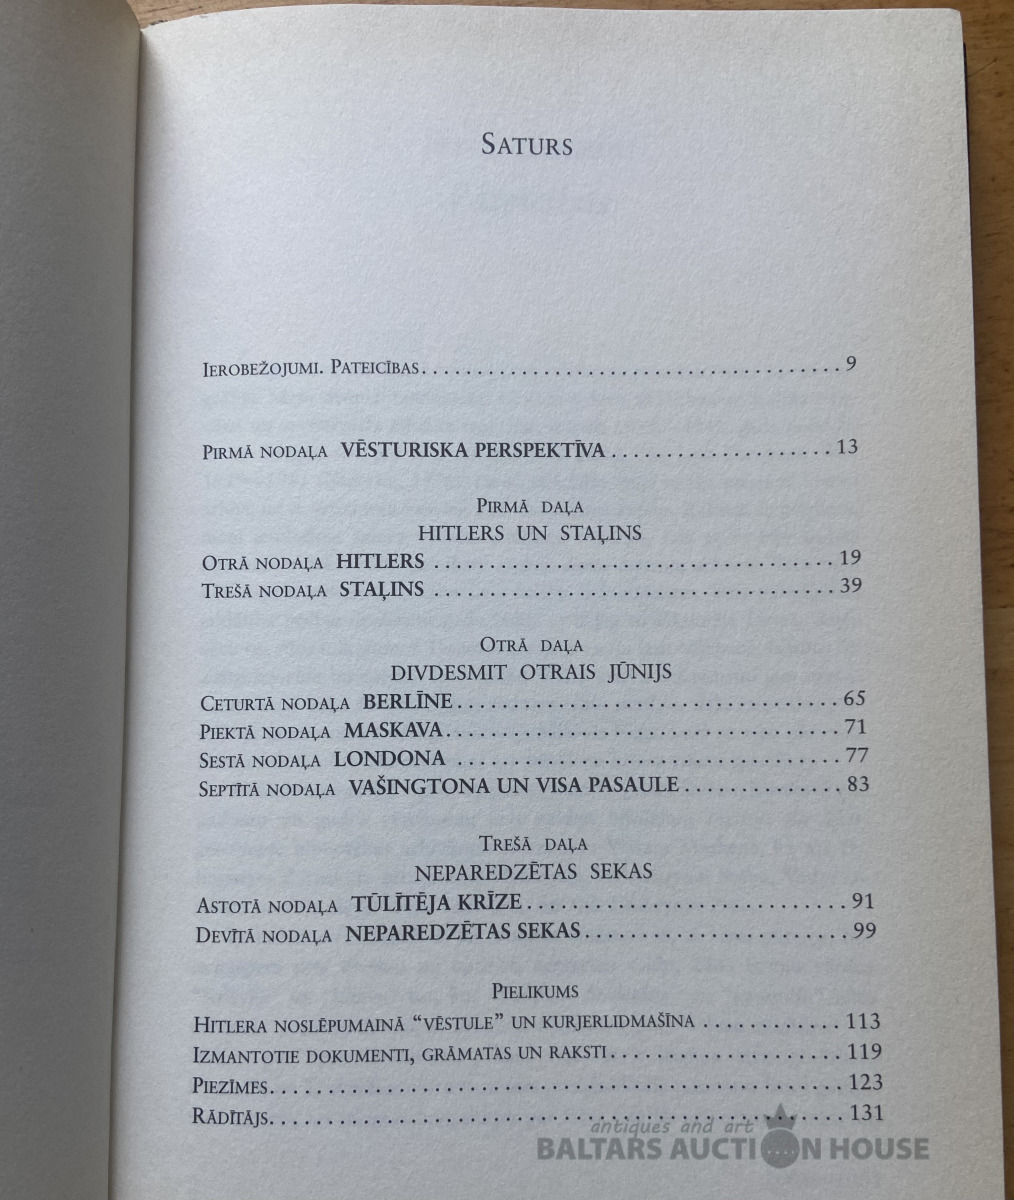 Saturs
Ierobežojumi. Pateicības. . . . . . . . . . . . . . . . . . . . . . . . . . . . . . . . . . . . . . . 9
Pirmā nodaļa VĒSTURISKA PERSPEKTĪVA . . . . . . . . . . . . . . . . . . . . 13
Pirmā daļa
HITLERS UN STAĻINS
Otrā nodaļa HITLERS . . . . . . . . . . . . . . . . . . . . . . . . . . . . . . . . . . . . . 19
Trešā nodaļa STAĻINS . . . . . . . . . . . . . . . . . . . . . . . . . . . . . . . . . . . . . 39
Otrā daļa
DIVDESMIT OTRAIS JŪNIJS
Ceturtā nodaļa BERLĪNE . . . . . . . . . . . . . . . . . . . . . . . . . . . . . . . . . . . 65
Piektā nodaļa MASKAVA. . . . . . . . . . . . . . . . . . . . . . . . . . . . . . . . . . . . 71
Sestā nodaļa LONDONA . . . . . . . . . . . . . . . . . . . . . . . . . . . . . . . . . . . 77
Septītā nodaļa VAŠINGTONA UN VISA PASAULE . . . . . . . . . . . . . . 83
Trešā daļa
NEPAREDZĒTAS SEKAS
Astotā nodaļa TŪLĪTĒJA KRĪZE . . . . . . . . . . . . . . . . . . . . . . . . . . . . . 91
Devītā nodaļa NEPAREDZĒTAS SEKAS . . . . . . . . . . . . . . . . . . . . . . . . 99
Pielikums
Hitlera noslēpumainā “vēstule” un kurjerlidmašīna . . . . . . . . . . . . 113
Izmantotie dokumenti, grāmatas un raksti . . . . . . . . . . . . . . . . . . . . . 119
Piezīmes. . . . . . . . . . . . . . . . . . . . . . . . . . . . . . . . . . . . . . . . . . . . . . . . . . . . 123
Rādītājs. . . . . . . . . . . . . . . . . . . . . . . . . . . . . . . . . . . . . . . . . . . . . . . . . . . . 131
antiques and art
BALTARS AUCTION HOUSE